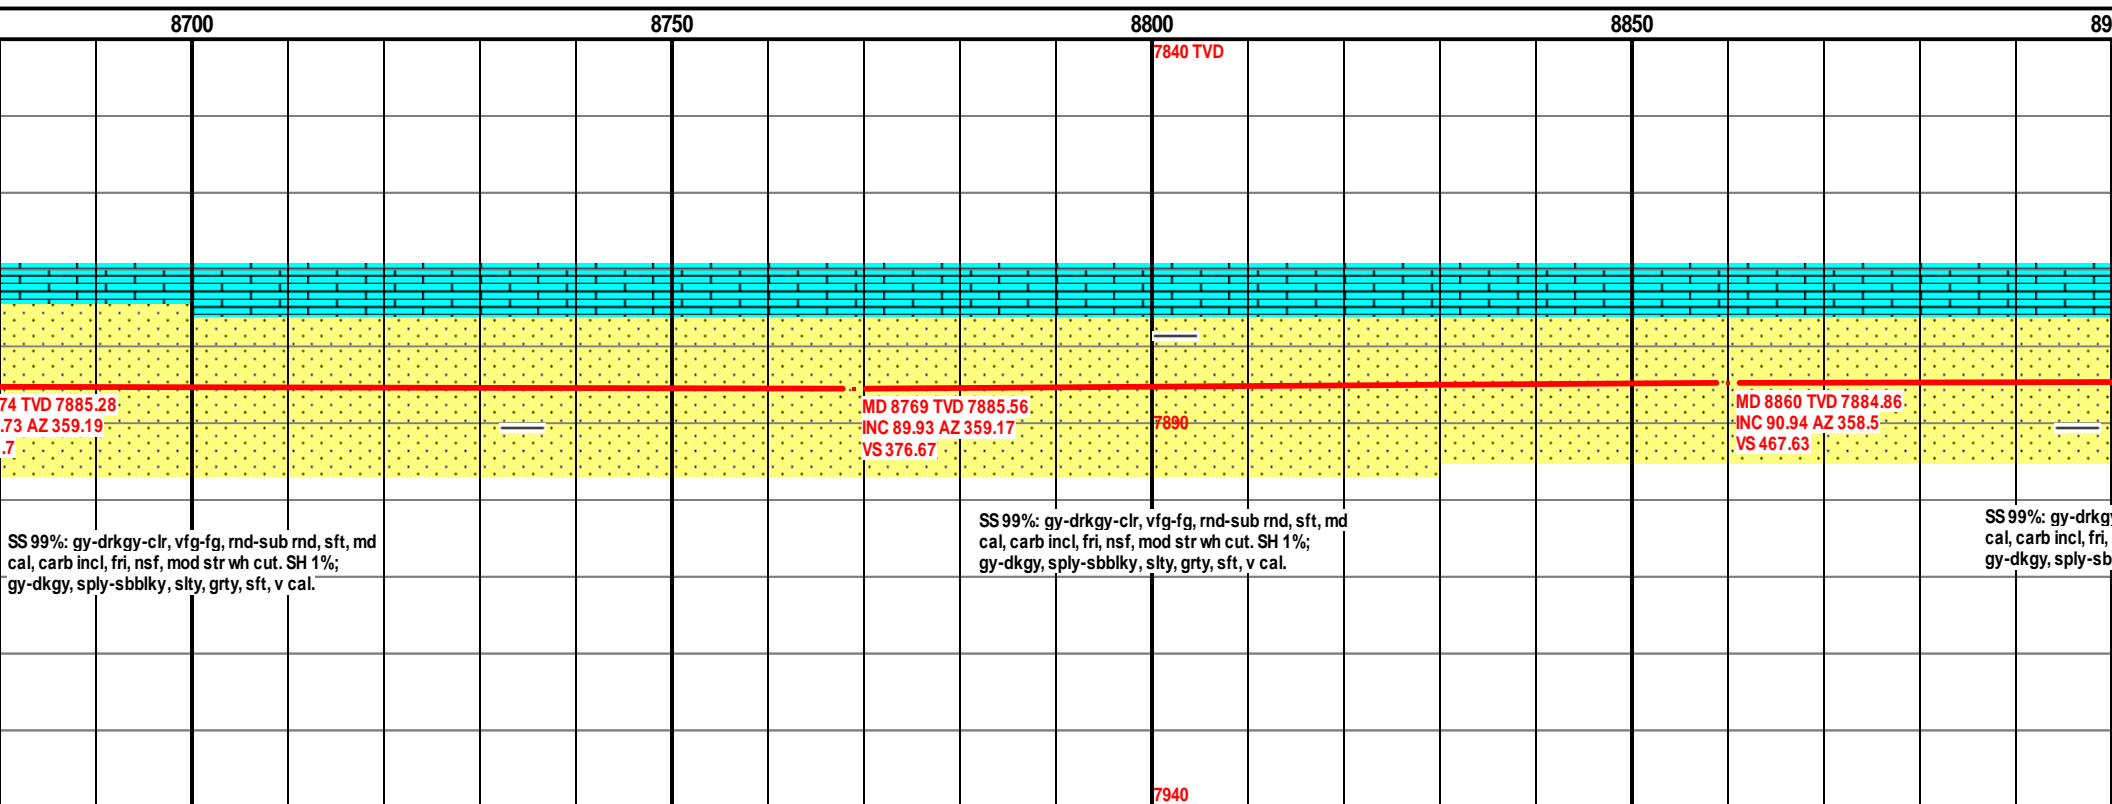 8700 8750 8800 8850 89
7840 TVD
74 TVD 7885.28
.73 AZ 359.19
.7
MD 8769 TVD 7885.56
INC 89.93 AZ 359.17
VS 376.67
7890
MD 8860 TVD 7884.86
INC 90.94 AZ 358.5
VS 467.63
SS 99%: gy-drkgy-clr, vfg-fg, rnd-sub rnd, sft, md
cal, carb incl, fri, nsf, mod str wh cut. SH 1%;
gy-dkgy, sply-sbblky, slty, grty, sft, v cal.
SS 99%: gy-drkgy-clr, vfg-fg, rnd-sub rnd, sft, md
cal, carb incl, fri, nsf, mod str wh cut. SH 1%;
gy-dkgy, sply-sbblky, slty, grty, sft, v cal.
SS 99%: gy-drkgy
cal, carb incl, fri,
gy-dkgy, sply-sb
7940